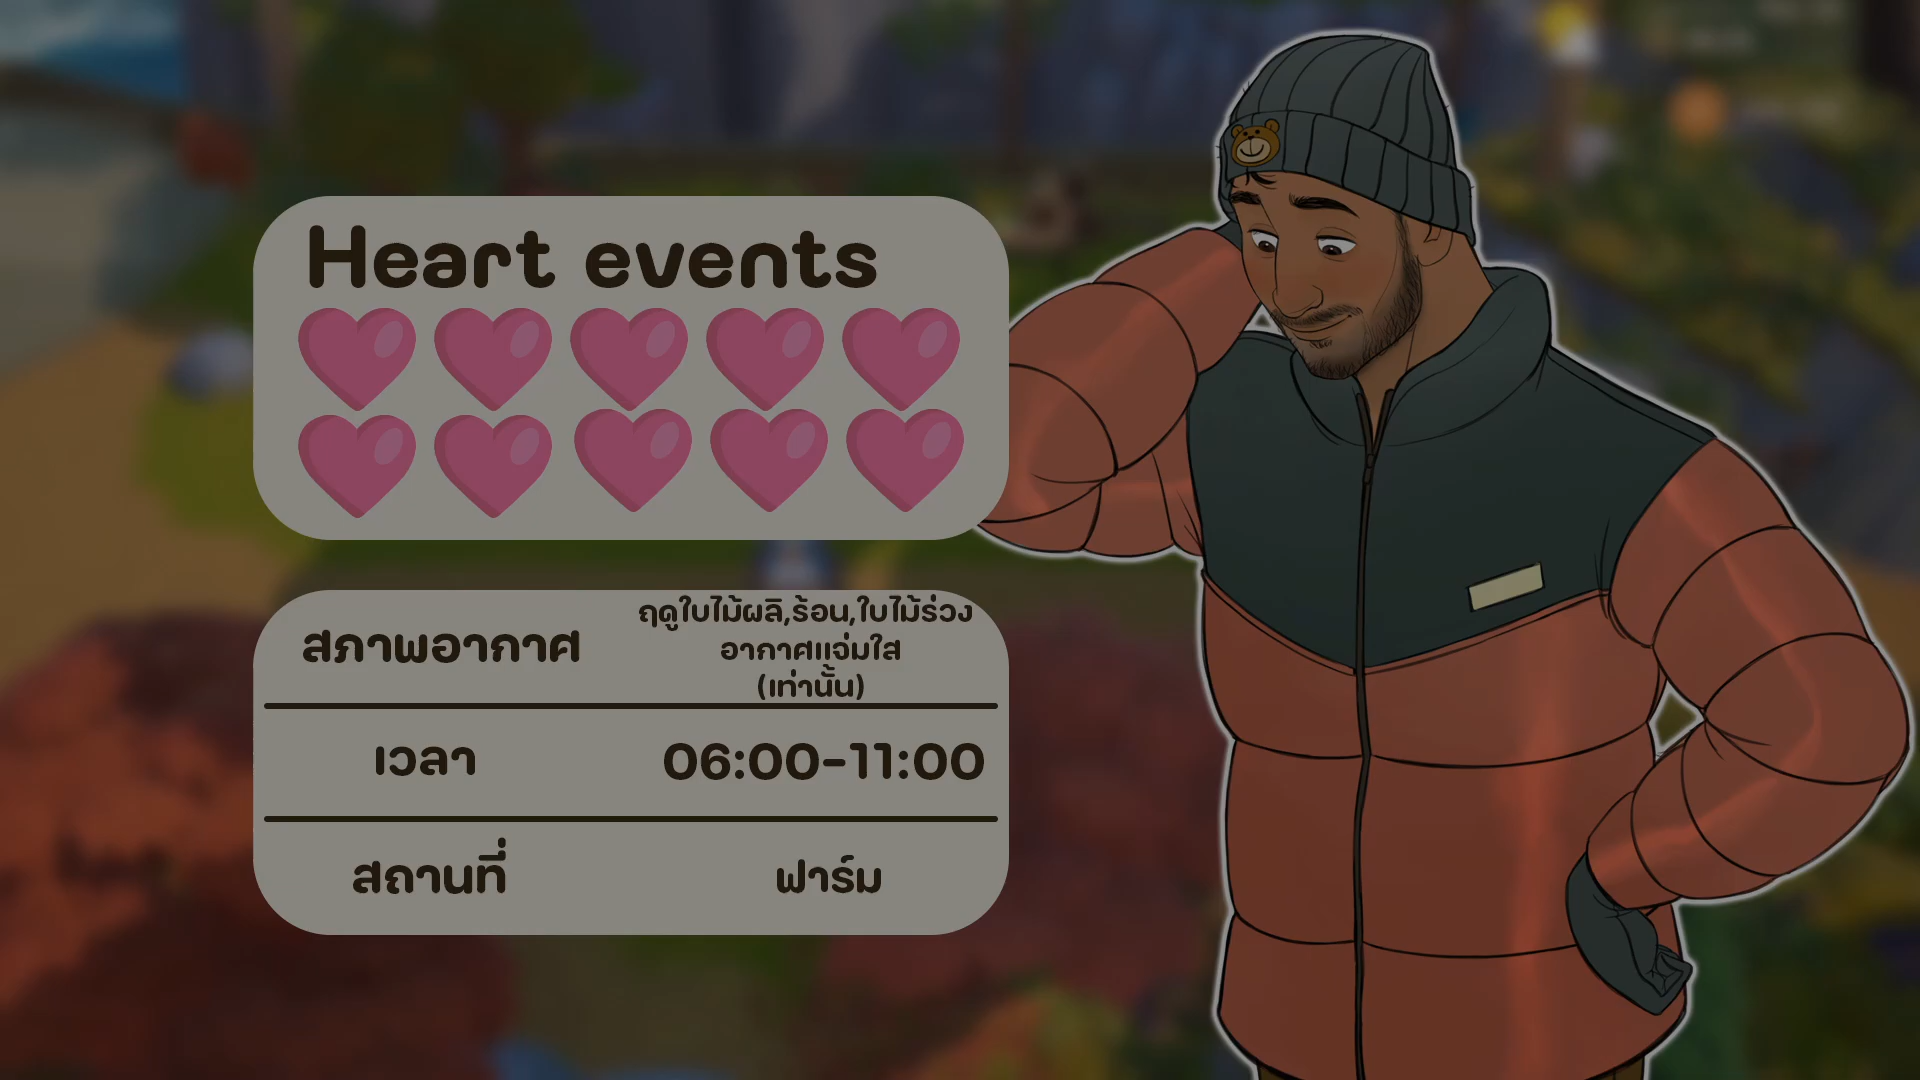 Heart events
สภาพอากาศ
ฤดูใบไม้ผลิ,ร้อน,ใบไม้ร่วง
อากาศแจ่มใส
(เท่านั้น)
เวลา
06:00-11:00
สถานที่
ฟาร์ม